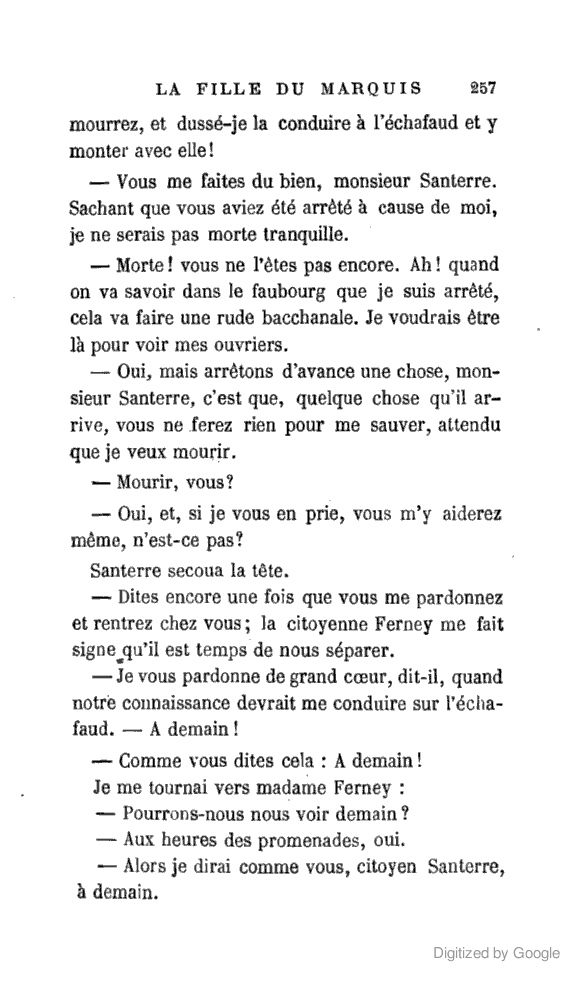 LA FILLE DU MARQUIS 257
mourrez, et dussé-je la conduire à l'échafaud et y
monter avec elle!
— Vous me faites du bien, monsieur Santerre.
Sachant que vous aviez été arrêté à cause de moi,
je ne serais pas morte tranquille.
— Morte! vous ne l'êtes pas encore. Ah! quand
on va savoir dans le faubourg que je suis arrêté,
cela va faire une rude bacchanale. Je voudrais être
là pour voir mes ouvriers.
— Oui, mais arrêtons d'avance une chose, mon-
sieur Santerre, c'est que, quelque chose qu'il ar-
rive, vous ne ferez rien pour me sauver, attendu
que je veux mourir.
— Mourir, vous?
— Oui, et, si je vous en prie, vous m'y aiderez
même, n'est-ce pas?
Santerre secoua la tête.
— Dites encore une fois que vous me pardonnez
et rentrez chez vous; la citoyenne Ferney me fait
signe qu'il est temps de nous séparer.
— Je vous pardonne de grand cœur, dit-il, quand
notre connaissance devrait me conduire sur l'écha-
faud. — A demain!
— Comme vous dites cela : A demain!
Je me tournai vers madame Ferney :
— Pourrons-nous nous voir demain?
— Aux heures des promenades, oui.
— Alors je dirai comme vous, citoyen Santerre,
à demain.
Digitized by Google